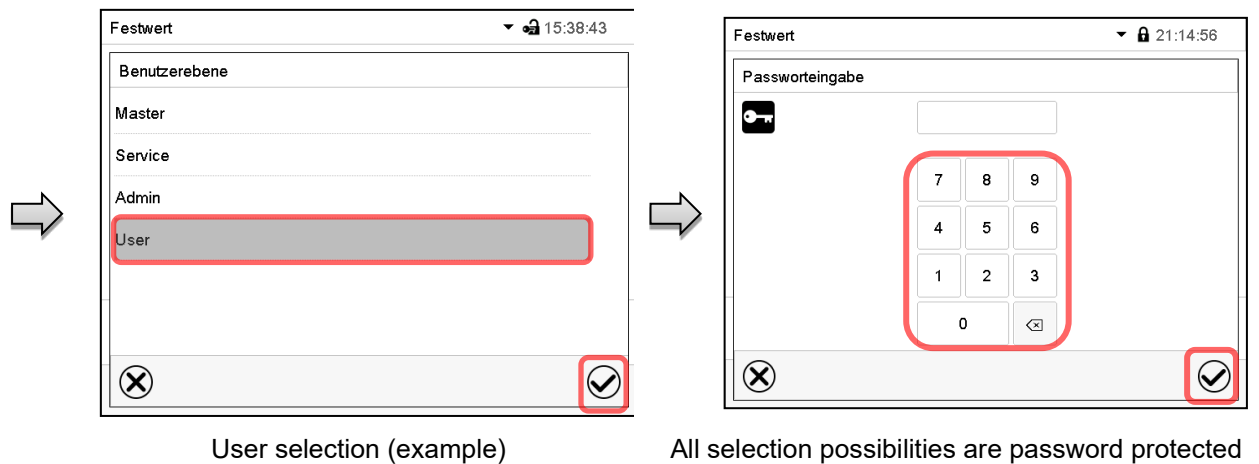 Festwert 15:38:43
Benutzerebene
Master
Service
Admin
User
User selection (example)
Festwert 21:14:56
Passworteingabe
7 8 9
4 5 6
1 2 3
0
All selection possibilities are password protected